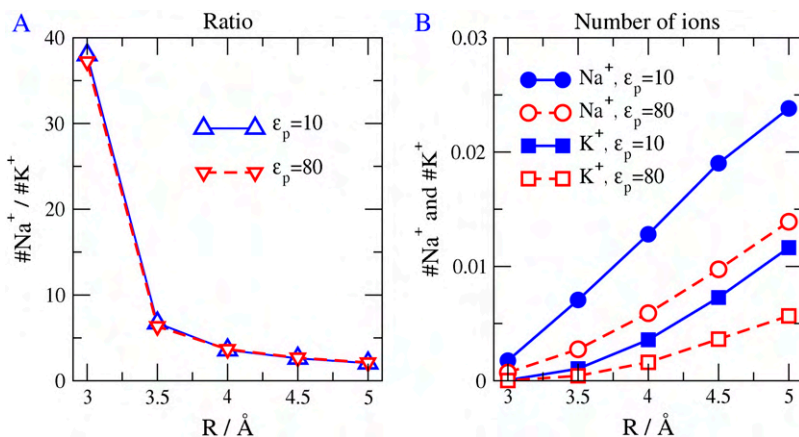 A
Ratio
40
30
20
10
0
#Na⁺ / #K⁺
εp=10
εp=80
3 3.5 4 4.5 5
R / Å
B
Number of ions
0.03
0.02
0.01
0
#Na⁺ and #K⁺
Na⁺, εp=10
Na⁺, εp=80
K⁺, εp=10
K⁺, εp=80
3 3.5 4 4.5 5
R / Å